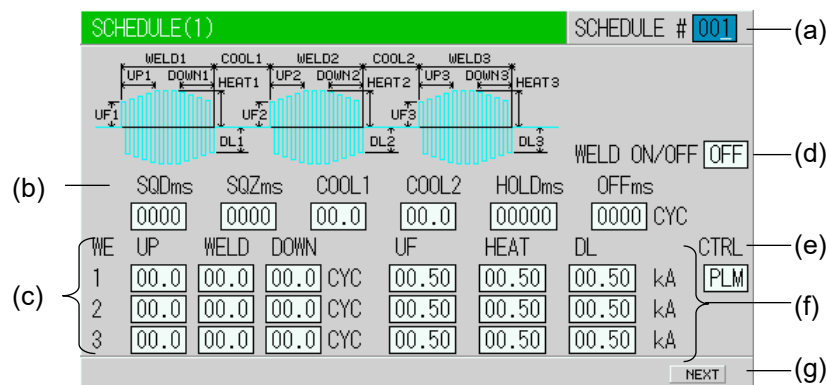 SCHEDULE(1) SCHEDULE # 001 (a)
WELD1 COOL1 WELD2 COOL2 WELD3
UP1 DOWN1 HEAT1 UP2 DOWN2 HEAT2 UP3 DOWN3 HEAT3
UF1 UF2 UF3
DL1 DL2 DL3
WELD ON/OFF OFF (d)
(b) SQDms SQZms COOL1 COOL2 HOLDms OFFms
0000 0000 00.0 00.0 00000 0000 CYC
WE UP WELD DOWN UF HEAT DL CTRL (e)
1 00.0 00.0 00.0 CYC 00.50 00.50 00.50 kA PLM
(c) 2 00.0 00.0 00.0 CYC 00.50 00.50 00.50 kA (f)
3 00.0 00.0 00.0 CYC 00.50 00.50 00.50 kA
NEXT (g)